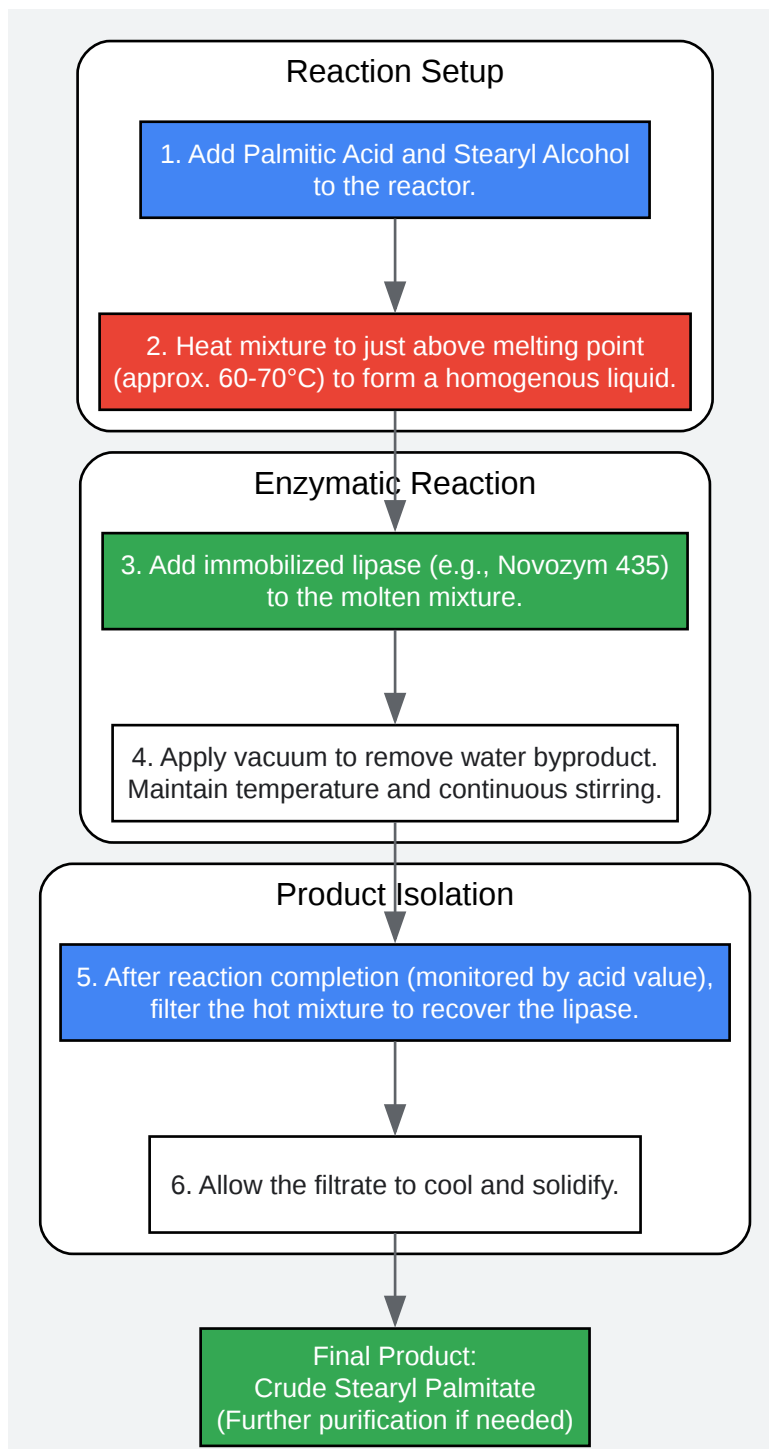 Reaction Setup
1. Add Palmitic Acid and Stearyl Alcohol
to the reactor.
2. Heat mixture to just above melting point
(approx. 60-70°C) to form a homogenous liquid.
Enzymatic Reaction
3. Add immobilized lipase (e.g., Novozym 435)
to the molten mixture.
4. Apply vacuum to remove water byproduct.
Maintain temperature and continuous stirring.
Product Isolation
5. After reaction completion (monitored by acid value),
filter the hot mixture to recover the lipase.
6. Allow the filtrate to cool and solidify.
Final Product:
Crude Stearyl Palmitate
(Further purification if needed)